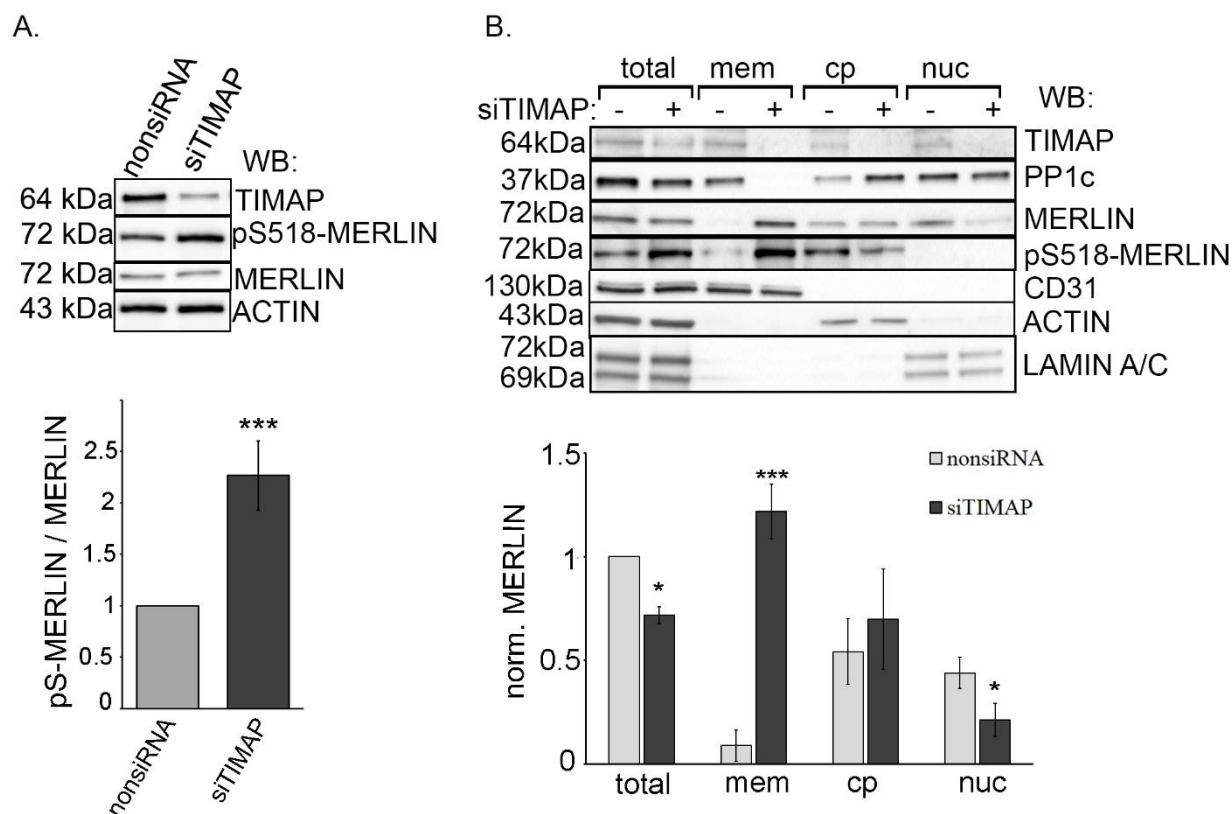 A.
nonsiRNA
siTIMAP
WB:
64 kDa
TIMAP
72 kDa
pS518-MERLIN
72 kDa
MERLIN
43 kDa
ACTIN
pS-MERLIN / MERLIN
2.5
2
1.5
1
0.5
0
***
nonsiRNA
siTIMAP
B.
total mem cp nuc
siTIMAP: - + - + - + - + WB:
64kDa TIMAP
37kDa PP1c
72kDa MERLIN
72kDa pS518-MERLIN
130kDa CD31
43kDa ACTIN
72kDa
69kDa LAMIN A/C
norm. MERLIN
1.5
1
0.5
0
nonsiRNA
siTIMAP
*
***
*
total mem cp nuc